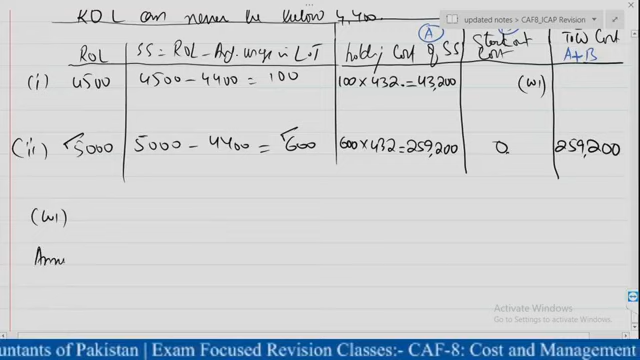 ROL can never be below 4,400.
updated notes > CAF8_ICAP Revision
(A)
ROL SS = ROL - Avg. usage in L.T holding Cost of SS Stock out Cost Total Cost A+B
(i) 4500 4500 - 4400 = 100 100 x 432 = 43,200 (W1)
(ii) 5000 5000 - 4400 = 600 600 x 432 = 259,200 0. 259,200
(W1)
Activate Windows
Go to Settings to activate Windows.
ountants of Pakistan | Exam Focused Revision Classes:- CAF-8: Cost and Management